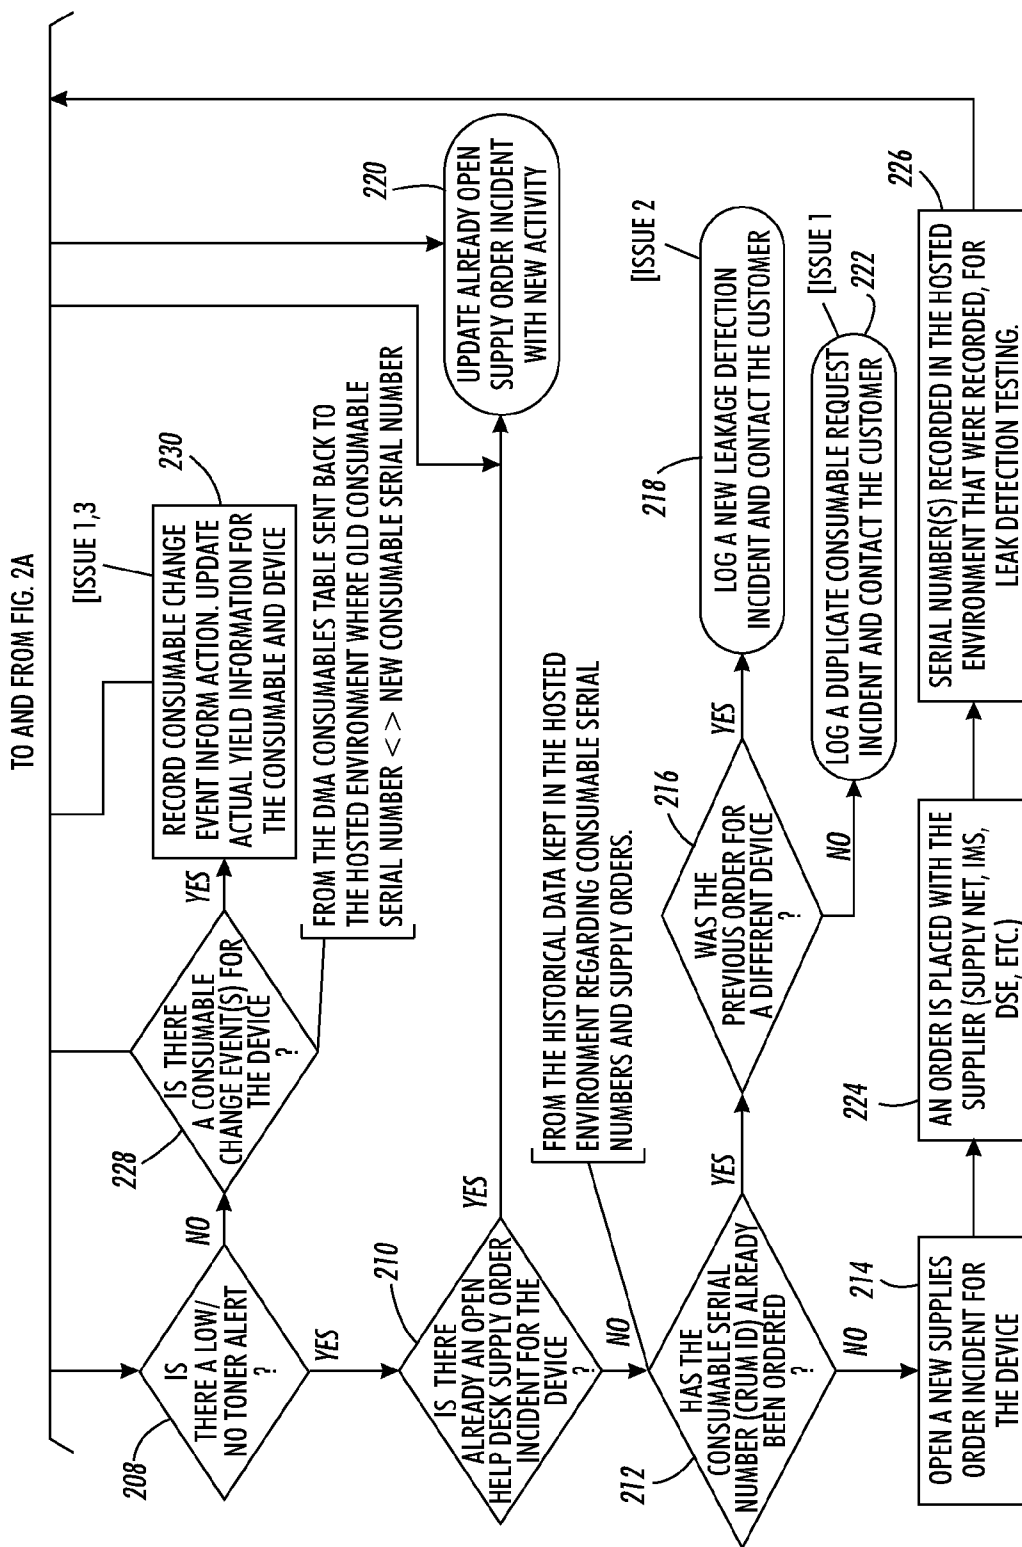 TO AND FROM FIG. 2A
208
IS
THERE A LOW/
NO TONER ALERT
?
NO
YES
228
IS THERE
A CONSUMABLE
CHANGE EVENT(S) FOR
THE DEVICE
?
YES
[ISSUE 1,3
230
RECORD CONSUMABLE CHANGE
EVENT INFORM ACTION. UPDATE
ACTUAL YIELD INFORMATION FOR
THE CONSUMABLE AND DEVICE
FROM THE DMA CONSUMABLES TABLE SENT BACK TO
THE HOSTED ENVIRONMENT WHERE OLD CONSUMABLE
SERIAL NUMBER < > NEW CONSUMABLE SERIAL NUMBER
210
IS THERE
ALREADY AN OPEN
HELP DESK SUPPLY ORDER
INCIDENT FOR THE
DEVICE
?
YES
NO
220
UPDATE ALREADY OPEN
SUPPLY ORDER INCIDENT
WITH NEW ACTIVITY
FROM THE HISTORICAL DATA KEPT IN THE HOSTED
ENVIRONMENT REGARDING CONSUMABLE SERIAL
NUMBERS AND SUPPLY ORDERS.
212
HAS THE
CONSUMABLE SERIAL
NUMBER (CRUM ID) ALREADY
BEEN ORDERED
?
YES
NO
216
WAS THE
PREVIOUS ORDER FOR
A DIFFERENT DEVICE
?
YES
NO
218
[ISSUE 2
LOG A NEW LEAKAGE DETECTION
INCIDENT AND CONTACT THE CUSTOMER
[ISSUE 1
222
LOG A DUPLICATE CONSUMABLE REQUEST
INCIDENT AND CONTACT THE CUSTOMER
214
OPEN A NEW SUPPLIES
ORDER INCIDENT FOR
THE DEVICE
224
AN ORDER IS PLACED WITH THE
SUPPLIER (SUPPLY NET, IMS,
DSE, ETC.)
226
SERIAL NUMBER(S) RECORDED IN THE HOSTED
ENVIRONMENT THAT WERE RECORDED, FOR
LEAK DETECTION TESTING.